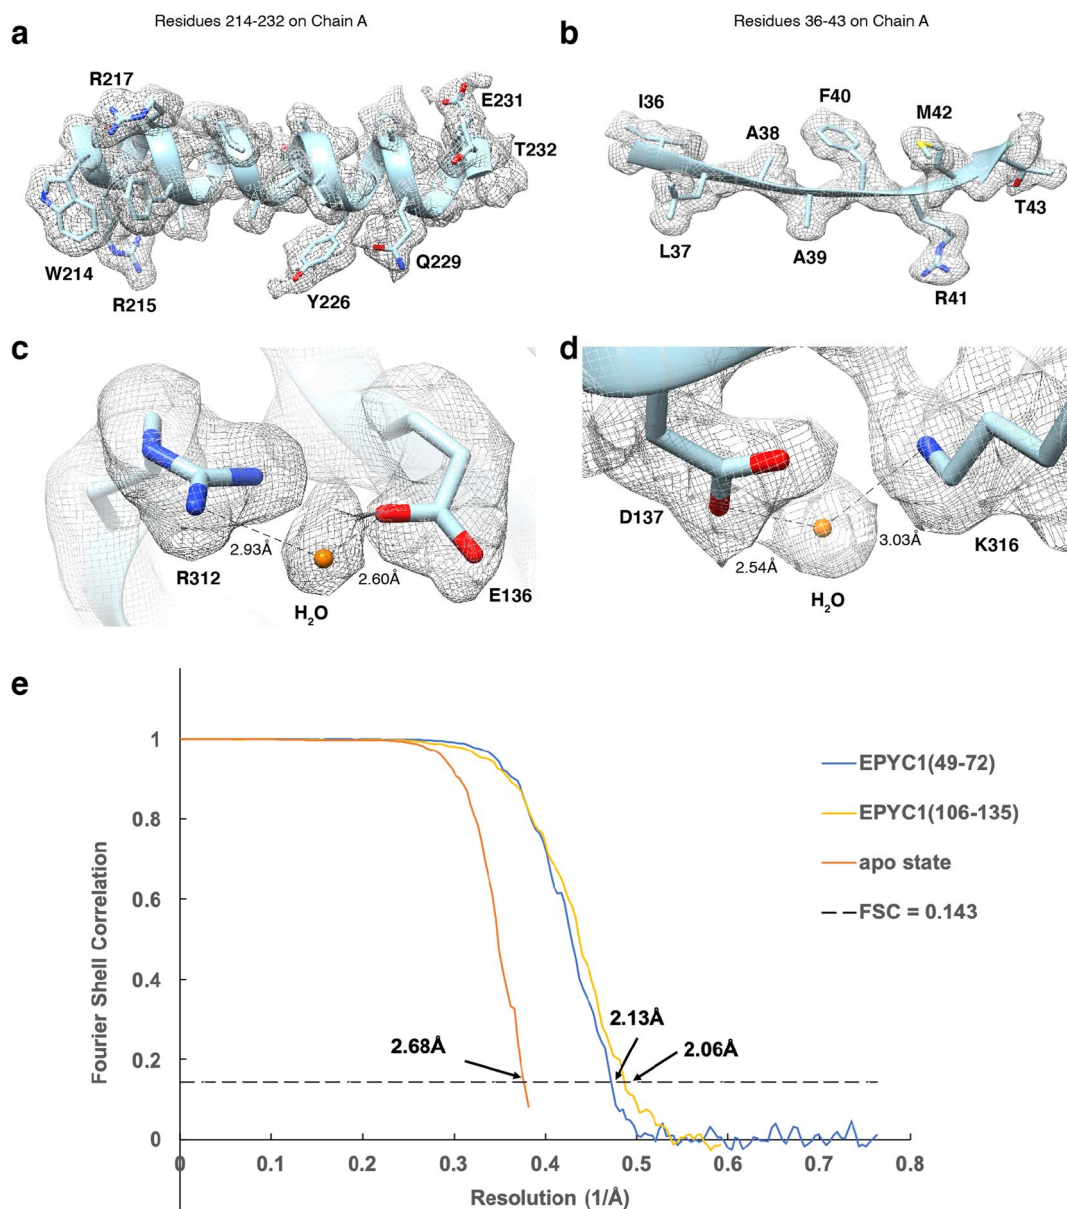 Residues 214-232 on Chain A
Residues 36-43 on Chain A
a
b
R217
E231
T232
W214
R215
Y226
Q229
I36
F40
M42
A38
L37
A39
R41
T43
c
d
2.93Å
R312
2.60Å
H₂O
E136
D137
2.54Å
3.03Å
K316
H₂O
e
1
0.8
0.6
0.4
0.2
0
Fourier Shell Correlation
EPYC1(49-72)
EPYC1(106-135)
apo state
FSC = 0.143
2.68Å
2.13Å
2.06Å
0 0.1 0.2 0.3 0.4 0.5 0.6 0.7 0.8
Resolution (1/Å)